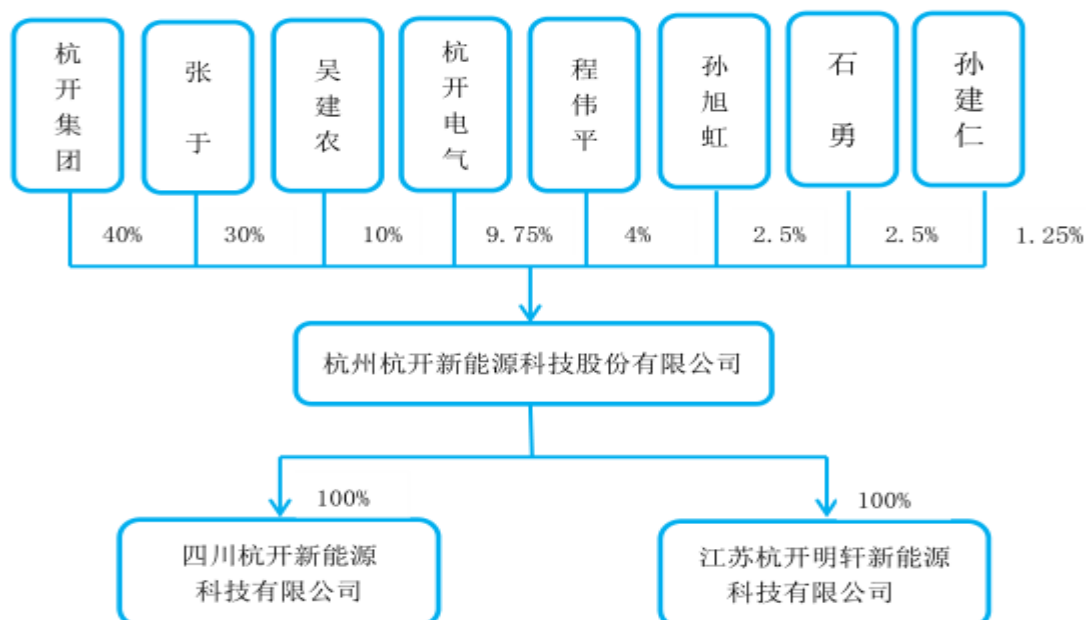 杭开集团
张于
吴建农
杭开电气
程伟平
孙旭虹
石勇
孙建仁
40%
30%
10%
9.75%
4%
2.5%
2.5%
1.25%
杭州杭开新能源科技股份有限公司
100%
100%
四川杭开新能源
科技有限公司
江苏杭开明轩新能源
科技有限公司